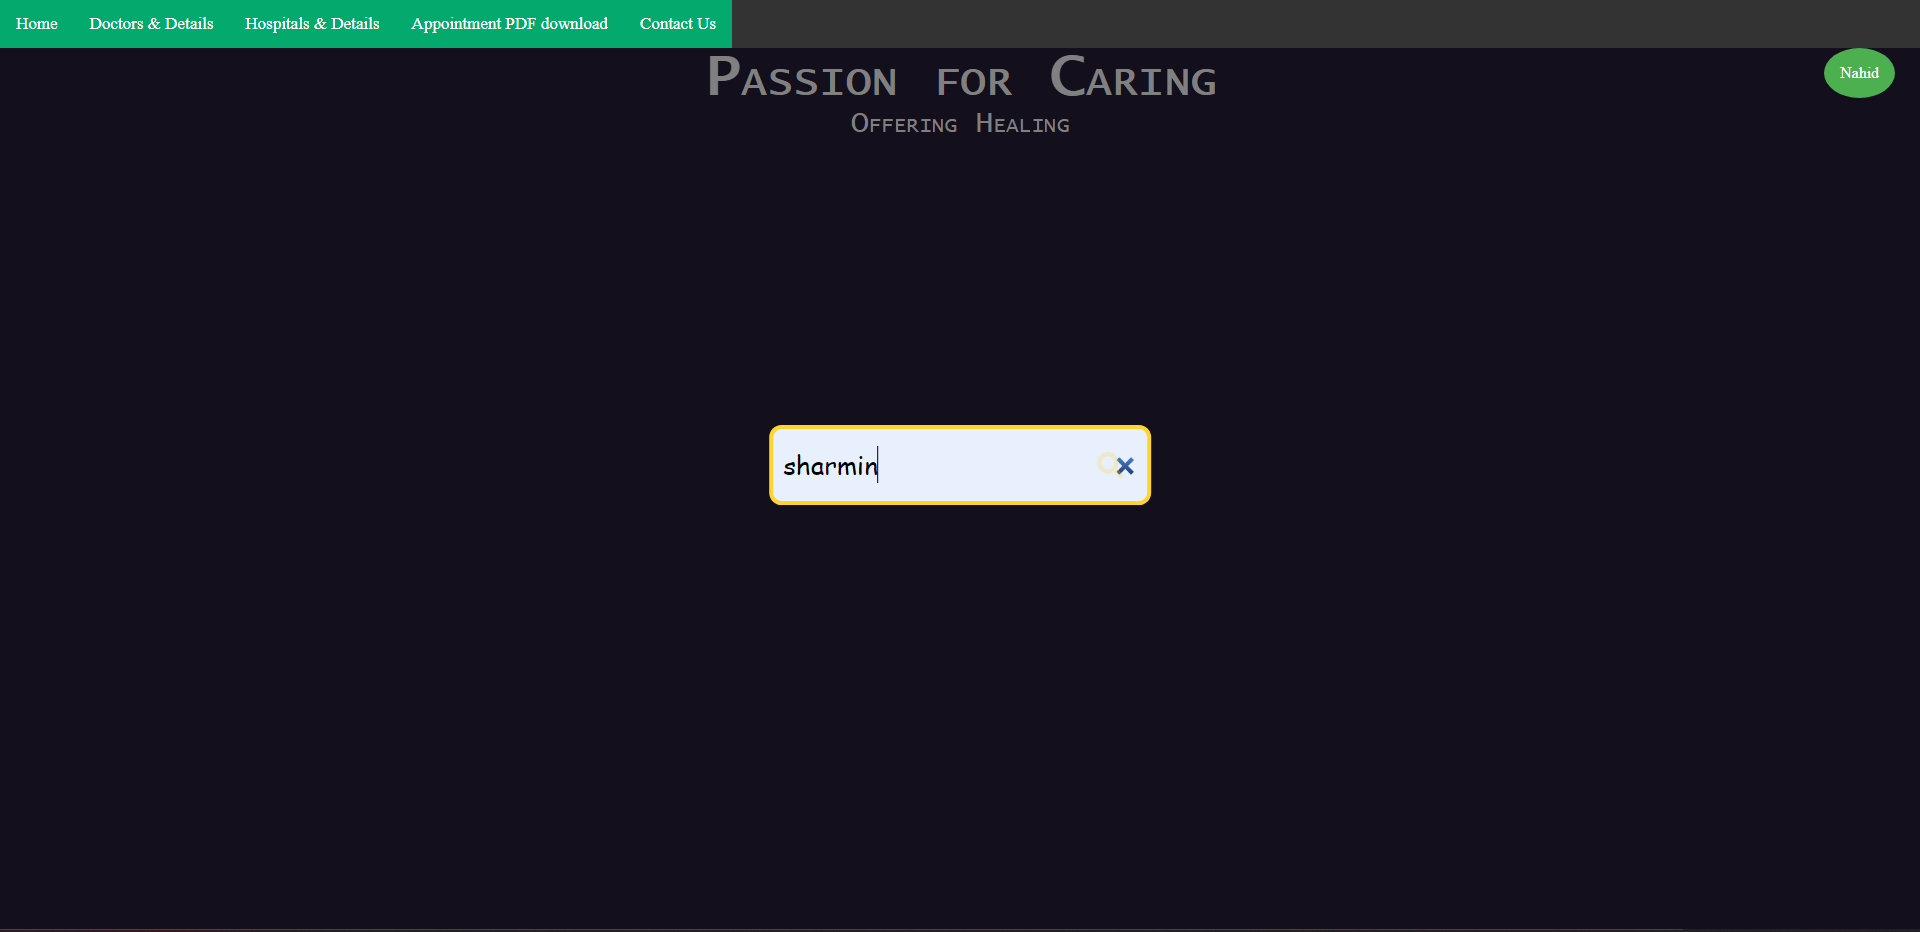 Home Doctors & Details Hospitals & Details Appointment PDF download Contact Us
Passion for Caring
Nahid
Offering Healing
sharmin